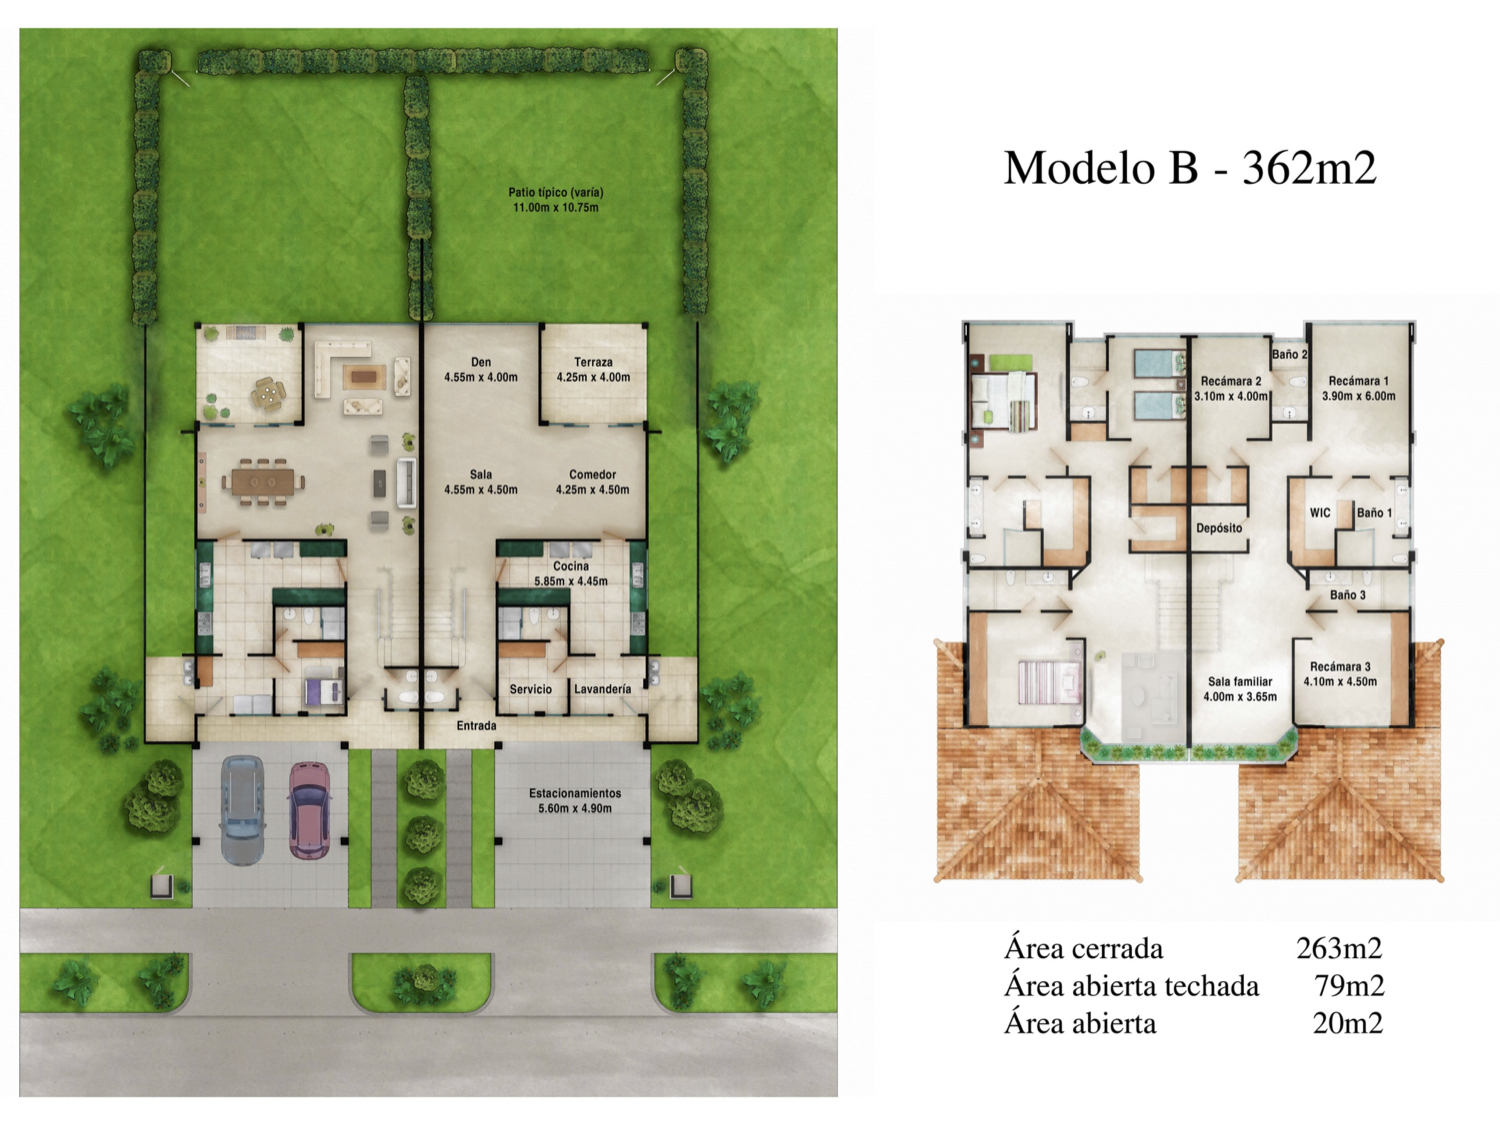 Modelo B - 362m2
Patio típico (varía)
11.00m x 10.75m
Den
4.55m x 4.00m
Terraza
4.25m x 4.00m
Sala
4.55m x 4.50m
Comedor
4.25m x 4.50m
Cocina
5.85m x 4.45m
Servicio
Lavandería
Entrada
Estacionamientos
5.60m x 4.90m
Baño 2
Recámara 2
3.10m x 4.00m
Recámara 1
3.90m x 6.00m
WIC
Baño 1
Depósito
Baño 3
Recámara 3
4.10m x 4.50m
Sala familiar
4.00m x 3.65m
Área cerrada 263m2
Área abierta techada 79m2
Área abierta 20m2